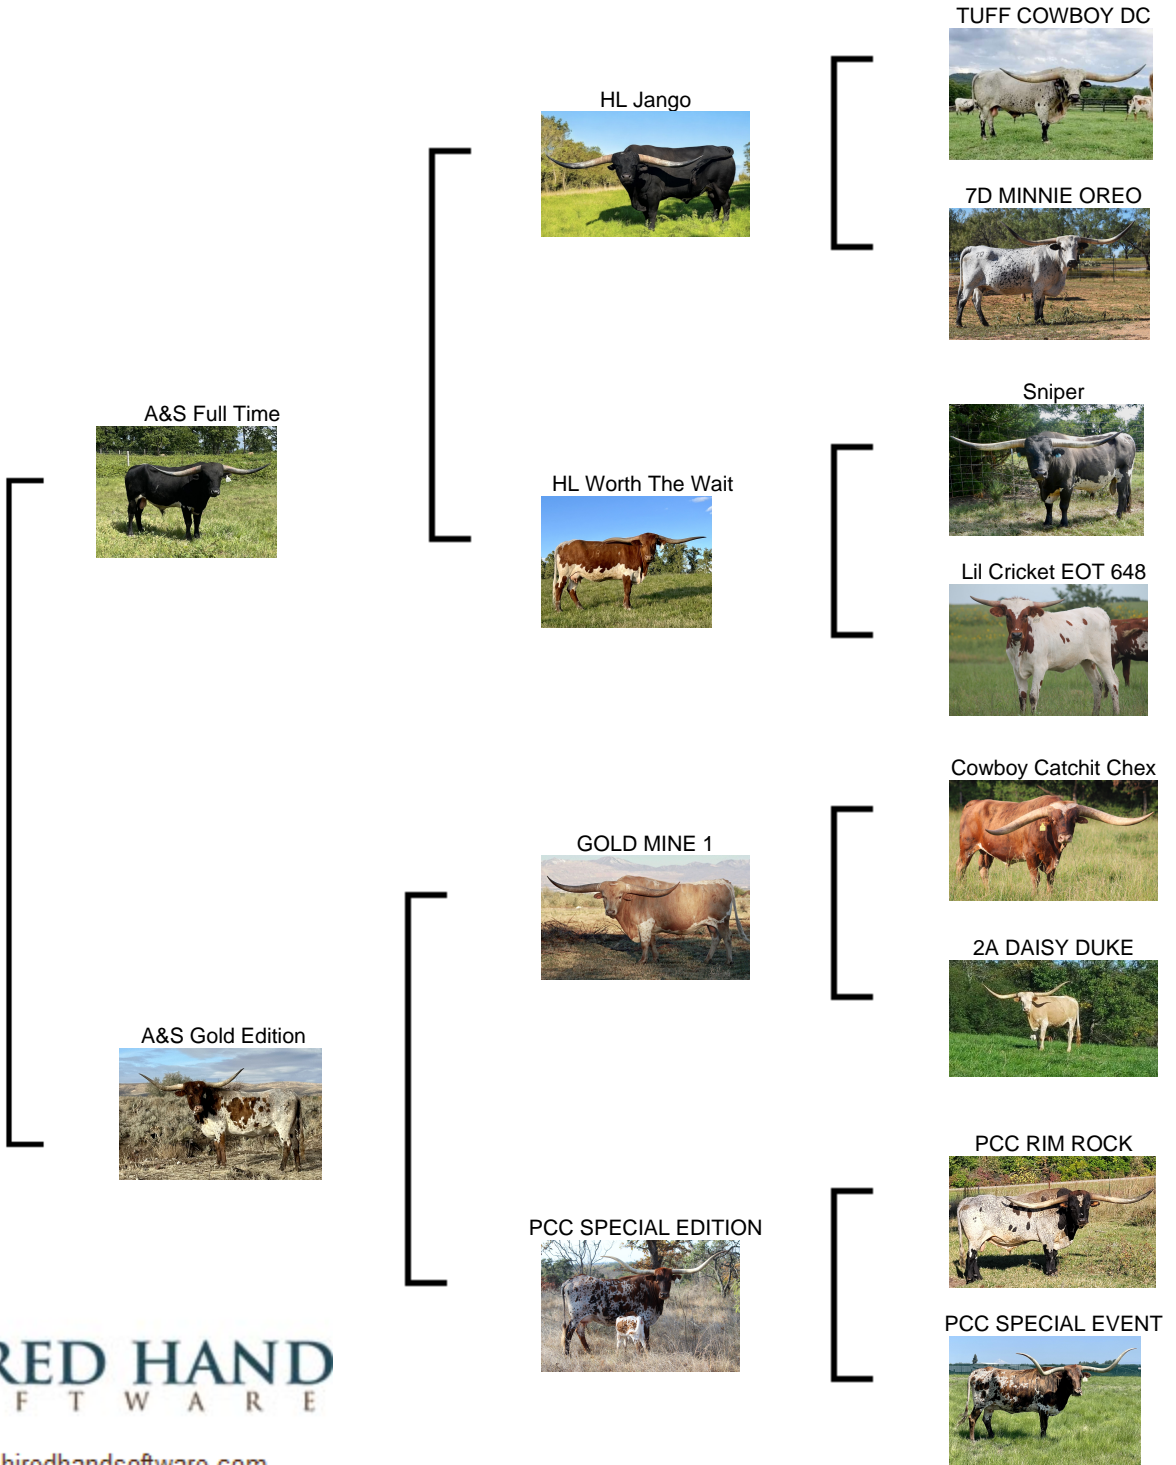 TUFF COWBOY DC
HL Jango
7D MINNIE OREO
Sniper
A&S Full Time
HL Worth The Wait
Lil Cricket EOT 648
Cowboy Catchit Chex
GOLD MINE 1
2A DAISY DUKE
A&S Gold Edition
PCC RIM ROCK
PCC SPECIAL EDITION
PCC SPECIAL EVENT
RED HAND
F T W A R E
hiredhandsoftware.com